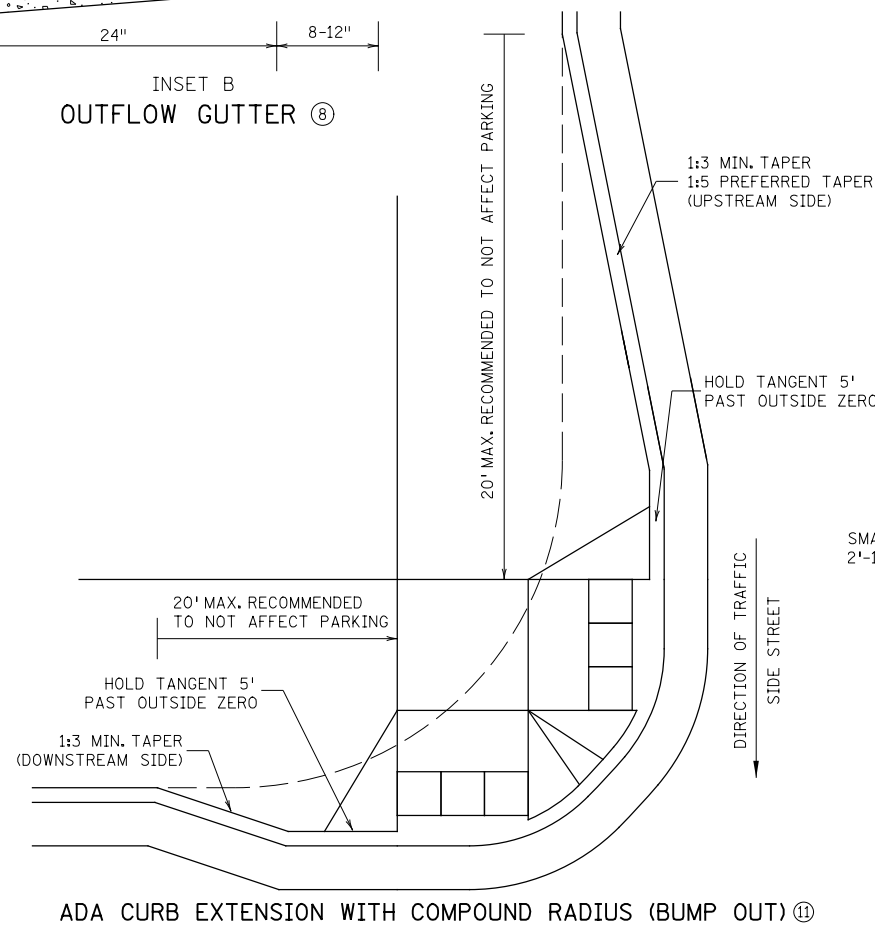 24"
8-12"
INSET B
OUTFLOW GUTTER ⑧
20' MAX. RECOMMENDED TO NOT AFFECT PARKING
1:3 MIN. TAPER
1:5 PREFERRED TAPER
(UPSTREAM SIDE)
HOLD TANGENT 5'
PAST OUTSIDE ZERO
SMA
2'-1
DIRECTION OF TRAFFIC
SIDE STREET
20' MAX. RECOMMENDED
TO NOT AFFECT PARKING
HOLD TANGENT 5'
PAST OUTSIDE ZERO
1:3 MIN. TAPER
(DOWNSTREAM SIDE)
ADA CURB EXTENSION WITH COMPOUND RADIUS (BUMP OUT) ⑪